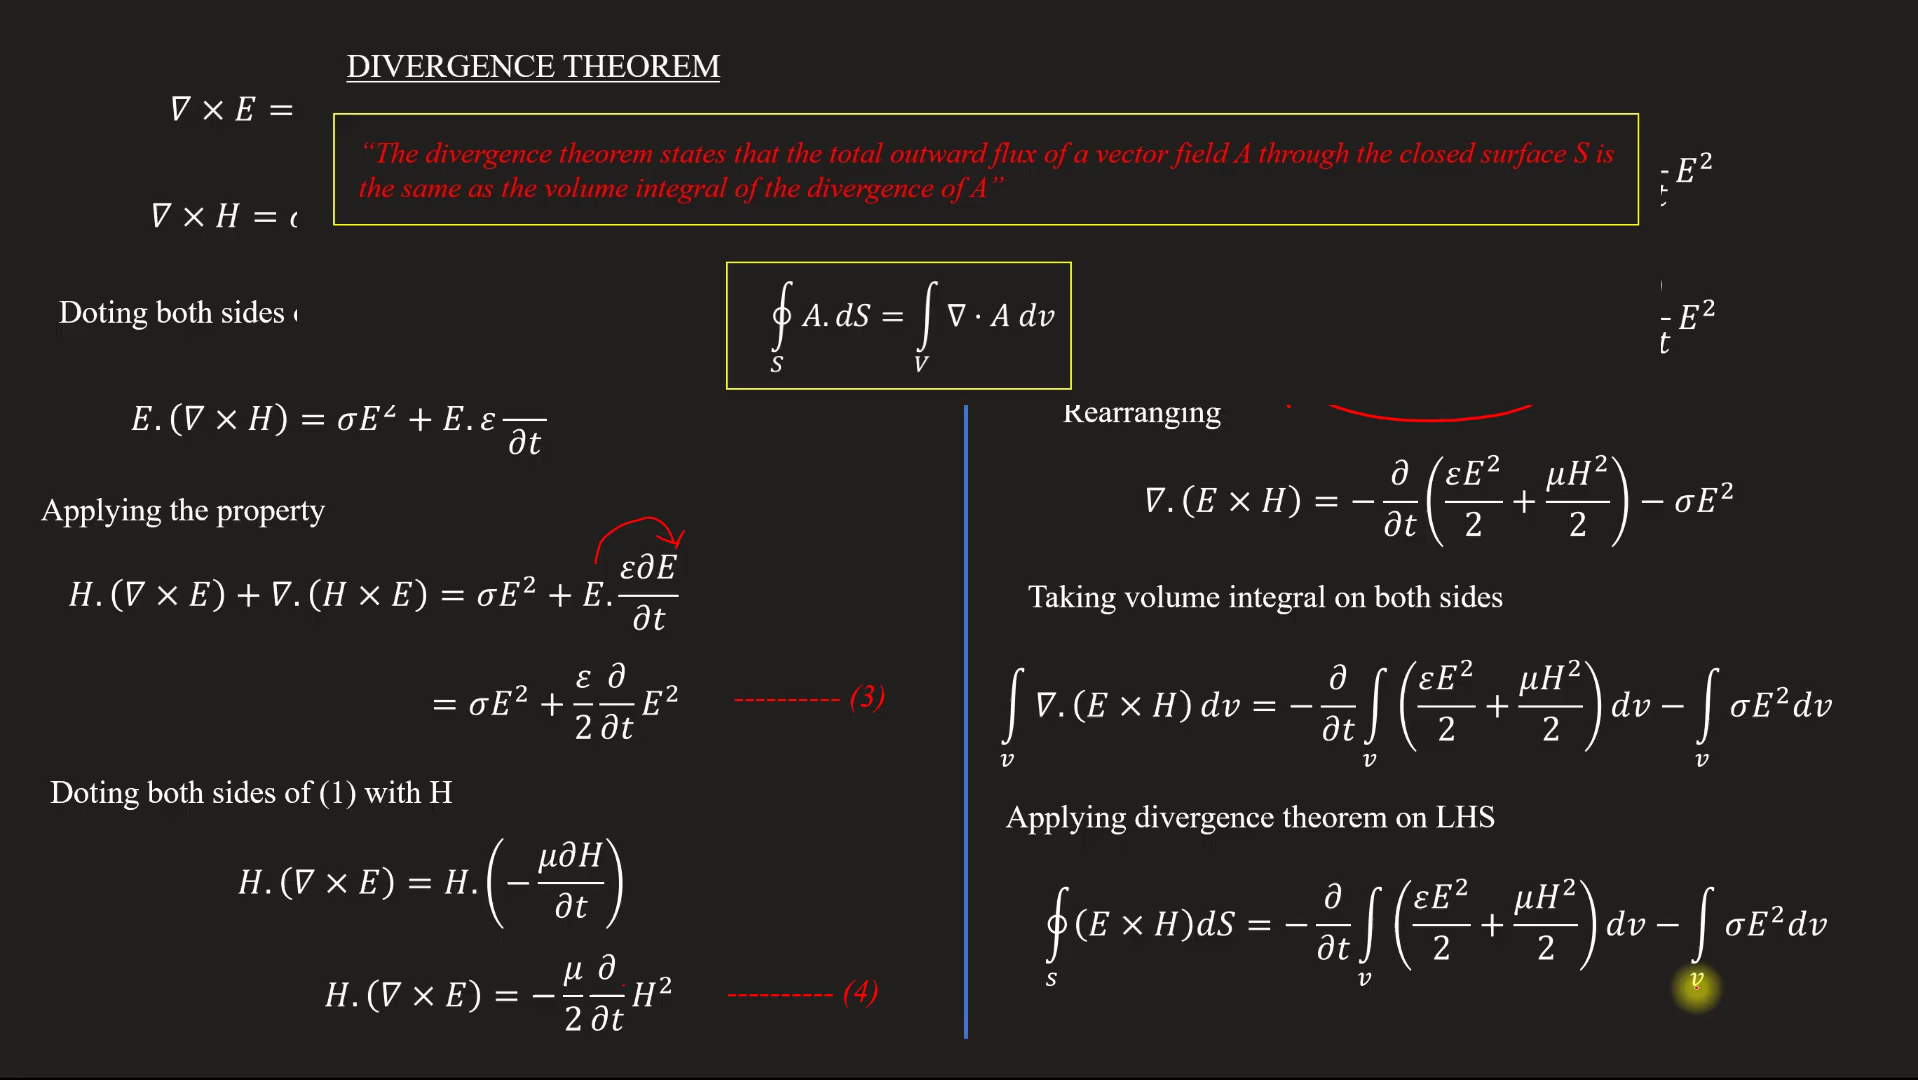 DIVERGENCE THEOREM
∇ × E =
“The divergence theorem states that the total outward flux of a vector field A through the closed surface S is
the same as the volume integral of the divergence of A”
E²
∇ × H =
∮_S A. dS = ∫_V ∇ · A dv
Doting both sides
t E²
E. (∇ × H) = σE² + E. ε /∂t
Applying the property
H. (∇ × E) + ∇. (H × E) = σE² + E. ε∂E/∂t
= σE² + ε/2 ∂/∂t E² ---------- (3)
Doting both sides of (1) with H
H. (∇ × E) = H. (− μ∂H/∂t)
H. (∇ × E) = − μ/2 ∂/∂t H² ---------- (4)
Rearranging
∇. (E × H) = − ∂/∂t (εE²/2 + μH²/2) − σE²
Taking volume integral on both sides
∫_v ∇. (E × H) dv = − ∂/∂t ∫_v (εE²/2 + μH²/2) dv − ∫_v σE²dv
Applying divergence theorem on LHS
∮_s (E × H)dS = − ∂/∂t ∫_v (εE²/2 + μH²/2) dv − ∫_v σE²dv